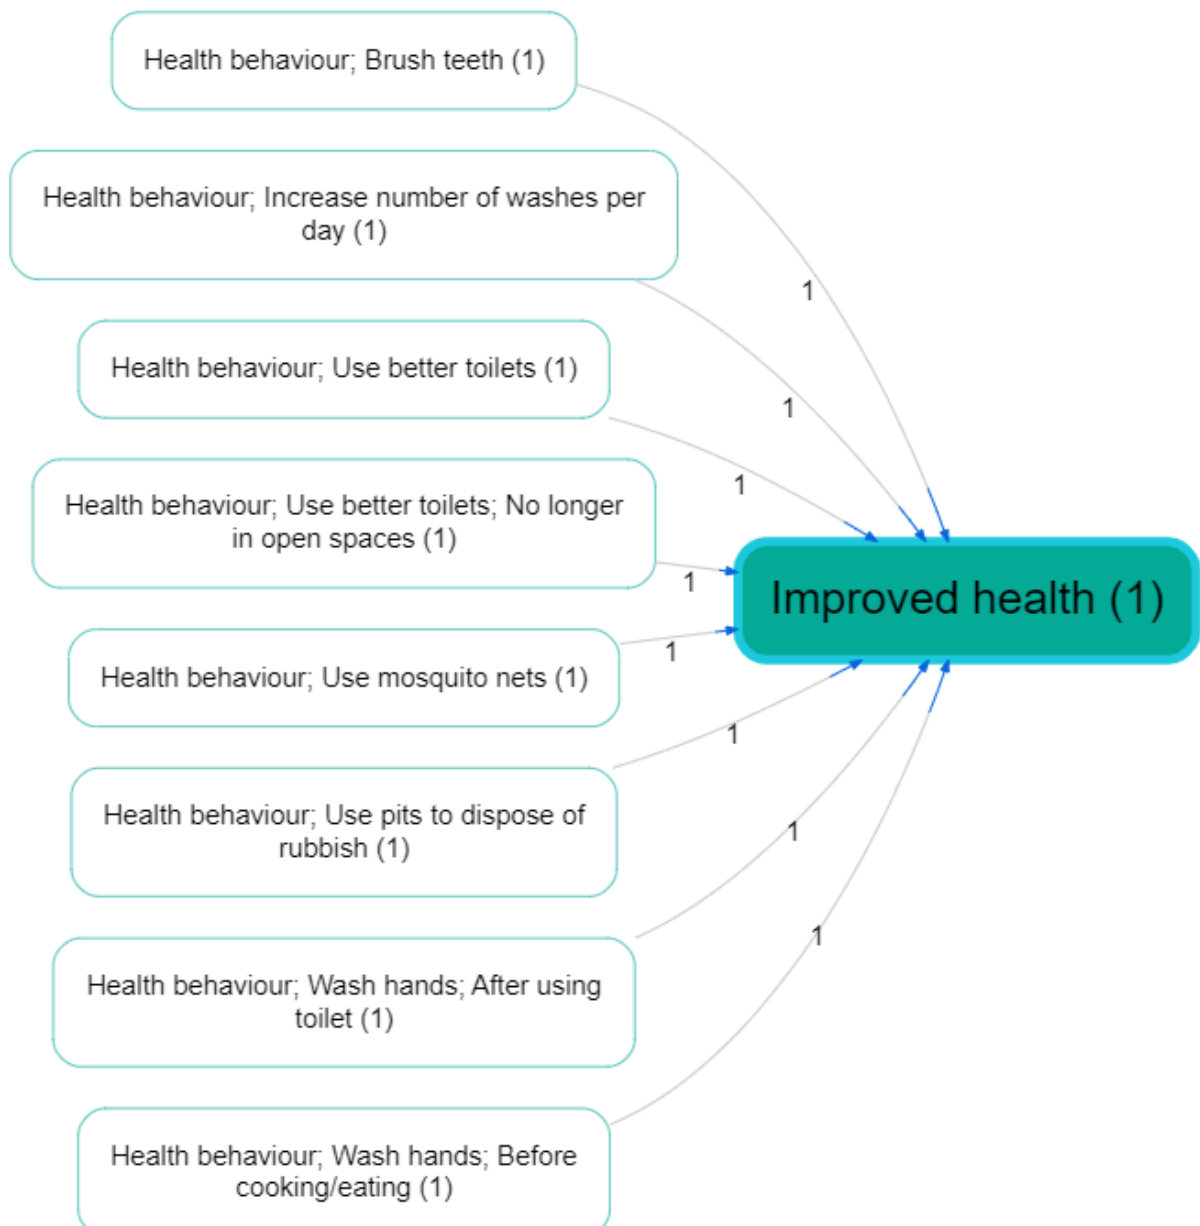 Health behaviour; Brush teeth (1)
1
Health behaviour; Increase number of washes per
day (1)
1
Health behaviour; Use better toilets (1)
1
Health behaviour; Use better toilets; No longer
in open spaces (1)
1
Improved health (1)
Health behaviour; Use mosquito nets (1)
1
Health behaviour; Use pits to dispose of
rubbish (1)
1
Health behaviour; Wash hands; After using
toilet (1)
1
Health behaviour; Wash hands; Before
cooking/eating (1)
1